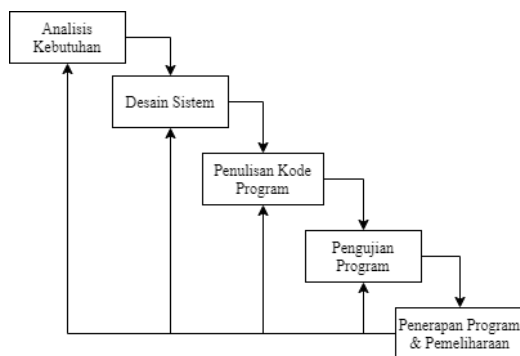 Analisis
Kebutuhan
Desain Sistem
Penulisan Kode
Program
Pengujian
Program
Penerapan Program
& Pemeliharaan